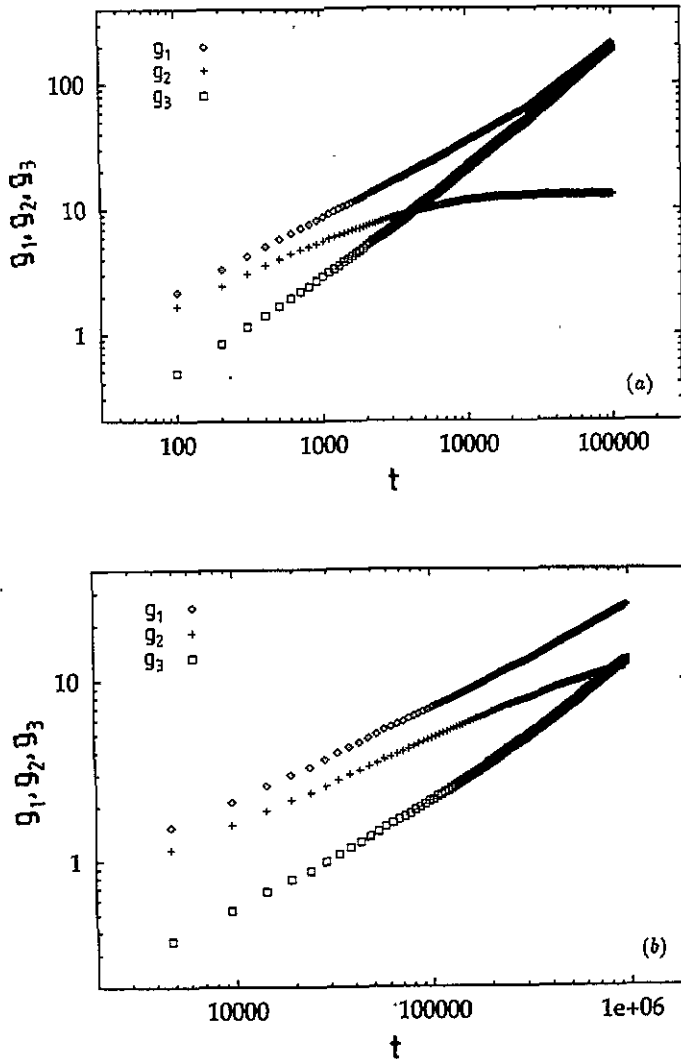 g₁ ◇
g₂ +
g₃ □
100
10
1
g₁, g₂, g₃
(a)
100 1000 10000 100000
t
g₁ ◇
g₂ +
g₃ □
10
1
g₁, g₂, g₃
(b)
10000 100000 1e+06
t